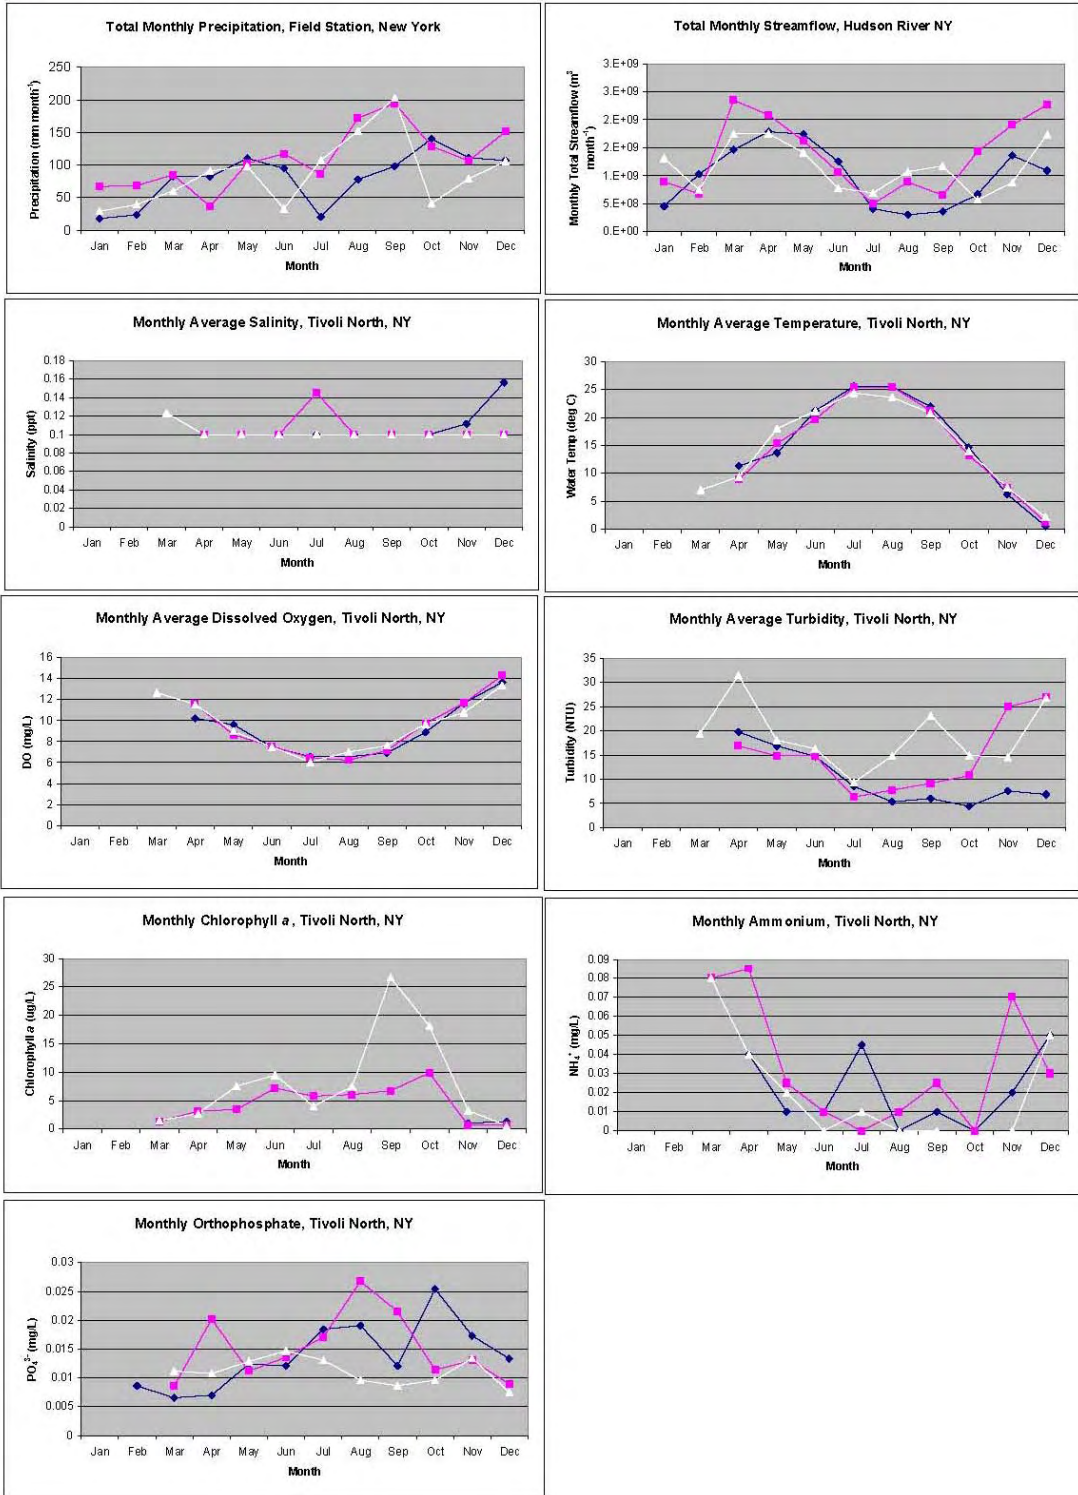 Total Monthly Precipitation, Field Station, New York
Precipitation (mm month⁻¹)
250
200
150
100
50
0
Jan Feb Mar Apr May Jun Jul Aug Sep Oct Nov Dec
Month
Total Monthly Streamflow, Hudson River NY
Monthly Total Streamflow (m³
month⁻¹)
3.E+09
3.E+09
2.E+09
2.E+09
1.E+09
5.E+08
0.E+00
Jan Feb Mar Apr May Jun Jul Aug Sep Oct Nov Dec
Month
Monthly Average Salinity, Tivoli North, NY
Salinity (ppt)
0.18
0.16
0.14
0.12
0.1
0.08
0.06
0.04
0.02
0
Jan Feb Mar Apr May Jun Jul Aug Sep Oct Nov Dec
Month
Monthly Average Temperature, Tivoli North, NY
Water Temp (deg C)
30
25
20
15
10
5
0
Jan Feb Mar Apr May Jun Jul Aug Sep Oct Nov Dec
Month
Monthly Average Dissolved Oxygen, Tivoli North, NY
DO (mg/L)
16
14
12
10
8
6
4
2
0
Jan Feb Mar Apr May Jun Jul Aug Sep Oct Nov Dec
Month
Monthly Average Turbidity, Tivoli North, NY
Turbidity (NTU)
35
30
25
20
15
10
5
0
Jan Feb Mar Apr May Jun Jul Aug Sep Oct Nov Dec
Month
Monthly Chlorophyll a, Tivoli North, NY
Chlorophyll a (ug/L)
30
25
20
15
10
5
0
Jan Feb Mar Apr May Jun Jul Aug Sep Oct Nov Dec
Month
Monthly Ammonium, Tivoli North, NY
NH₄⁺ (mg/L)
0.09
0.08
0.07
0.06
0.05
0.04
0.03
0.02
0.01
0
Jan Feb Mar Apr May Jun Jul Aug Sep Oct Nov Dec
Month
Monthly Orthophosphate, Tivoli North, NY
PO₄³⁻ (mg/L)
0.03
0.025
0.02
0.015
0.01
0.005
0
Jan Feb Mar Apr May Jun Jul Aug Sep Oct Nov Dec
Month